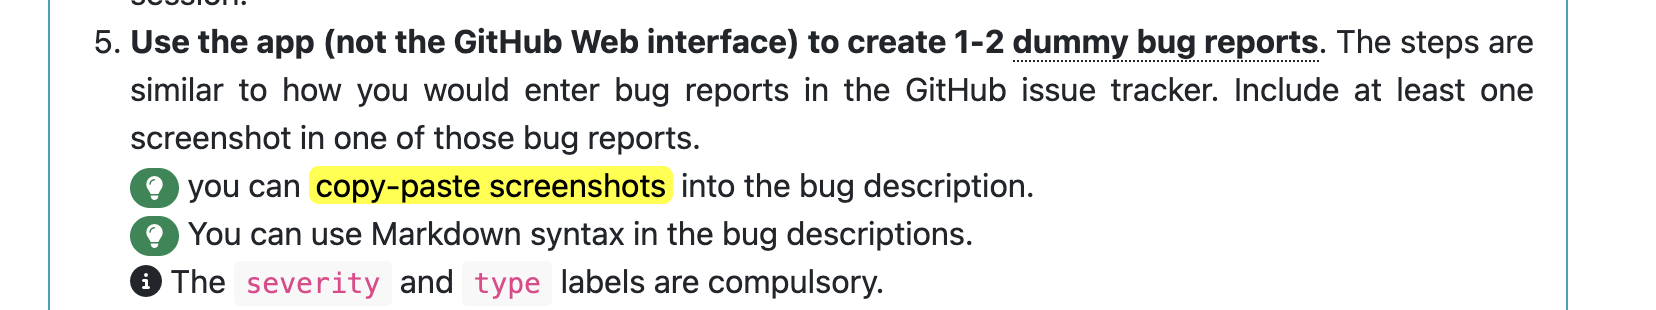 session.
5. Use the app (not the GitHub Web interface) to create 1-2 dummy bug reports. The steps are
similar to how you would enter bug reports in the GitHub issue tracker. Include at least one
screenshot in one of those bug reports.
you can copy-paste screenshots into the bug description.
You can use Markdown syntax in the bug descriptions.
The severity and type labels are compulsory.